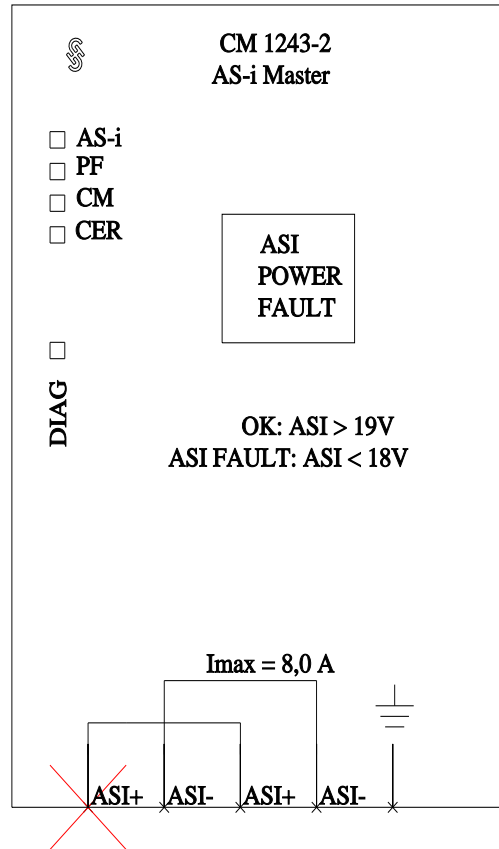 CM 1243-2
AS-i Master
AS-i
PF
CM
CER
ASI
POWER
FAULT
DIAG
OK: ASI > 19V
ASI FAULT: ASI < 18V
Imax = 8,0 A
ASI+ ASI- ASI+ ASI-